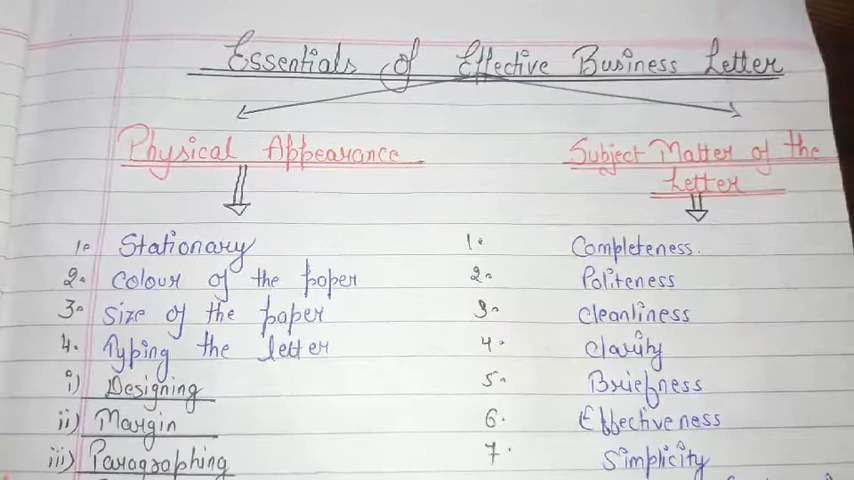 Essentials of Effective Business Letter
Physical Appearance
Subject Matter of the
Letter
1. Stationary
2. Colour of the paper
3. Size of the paper
4. Typing the letter
i) Designing
ii) Margin
iii) Paragraphing
1. Completeness.
2. Politeness
3. Cleanliness
4. Clarity
5. Briefness
6. Effectiveness
7. Simplicity